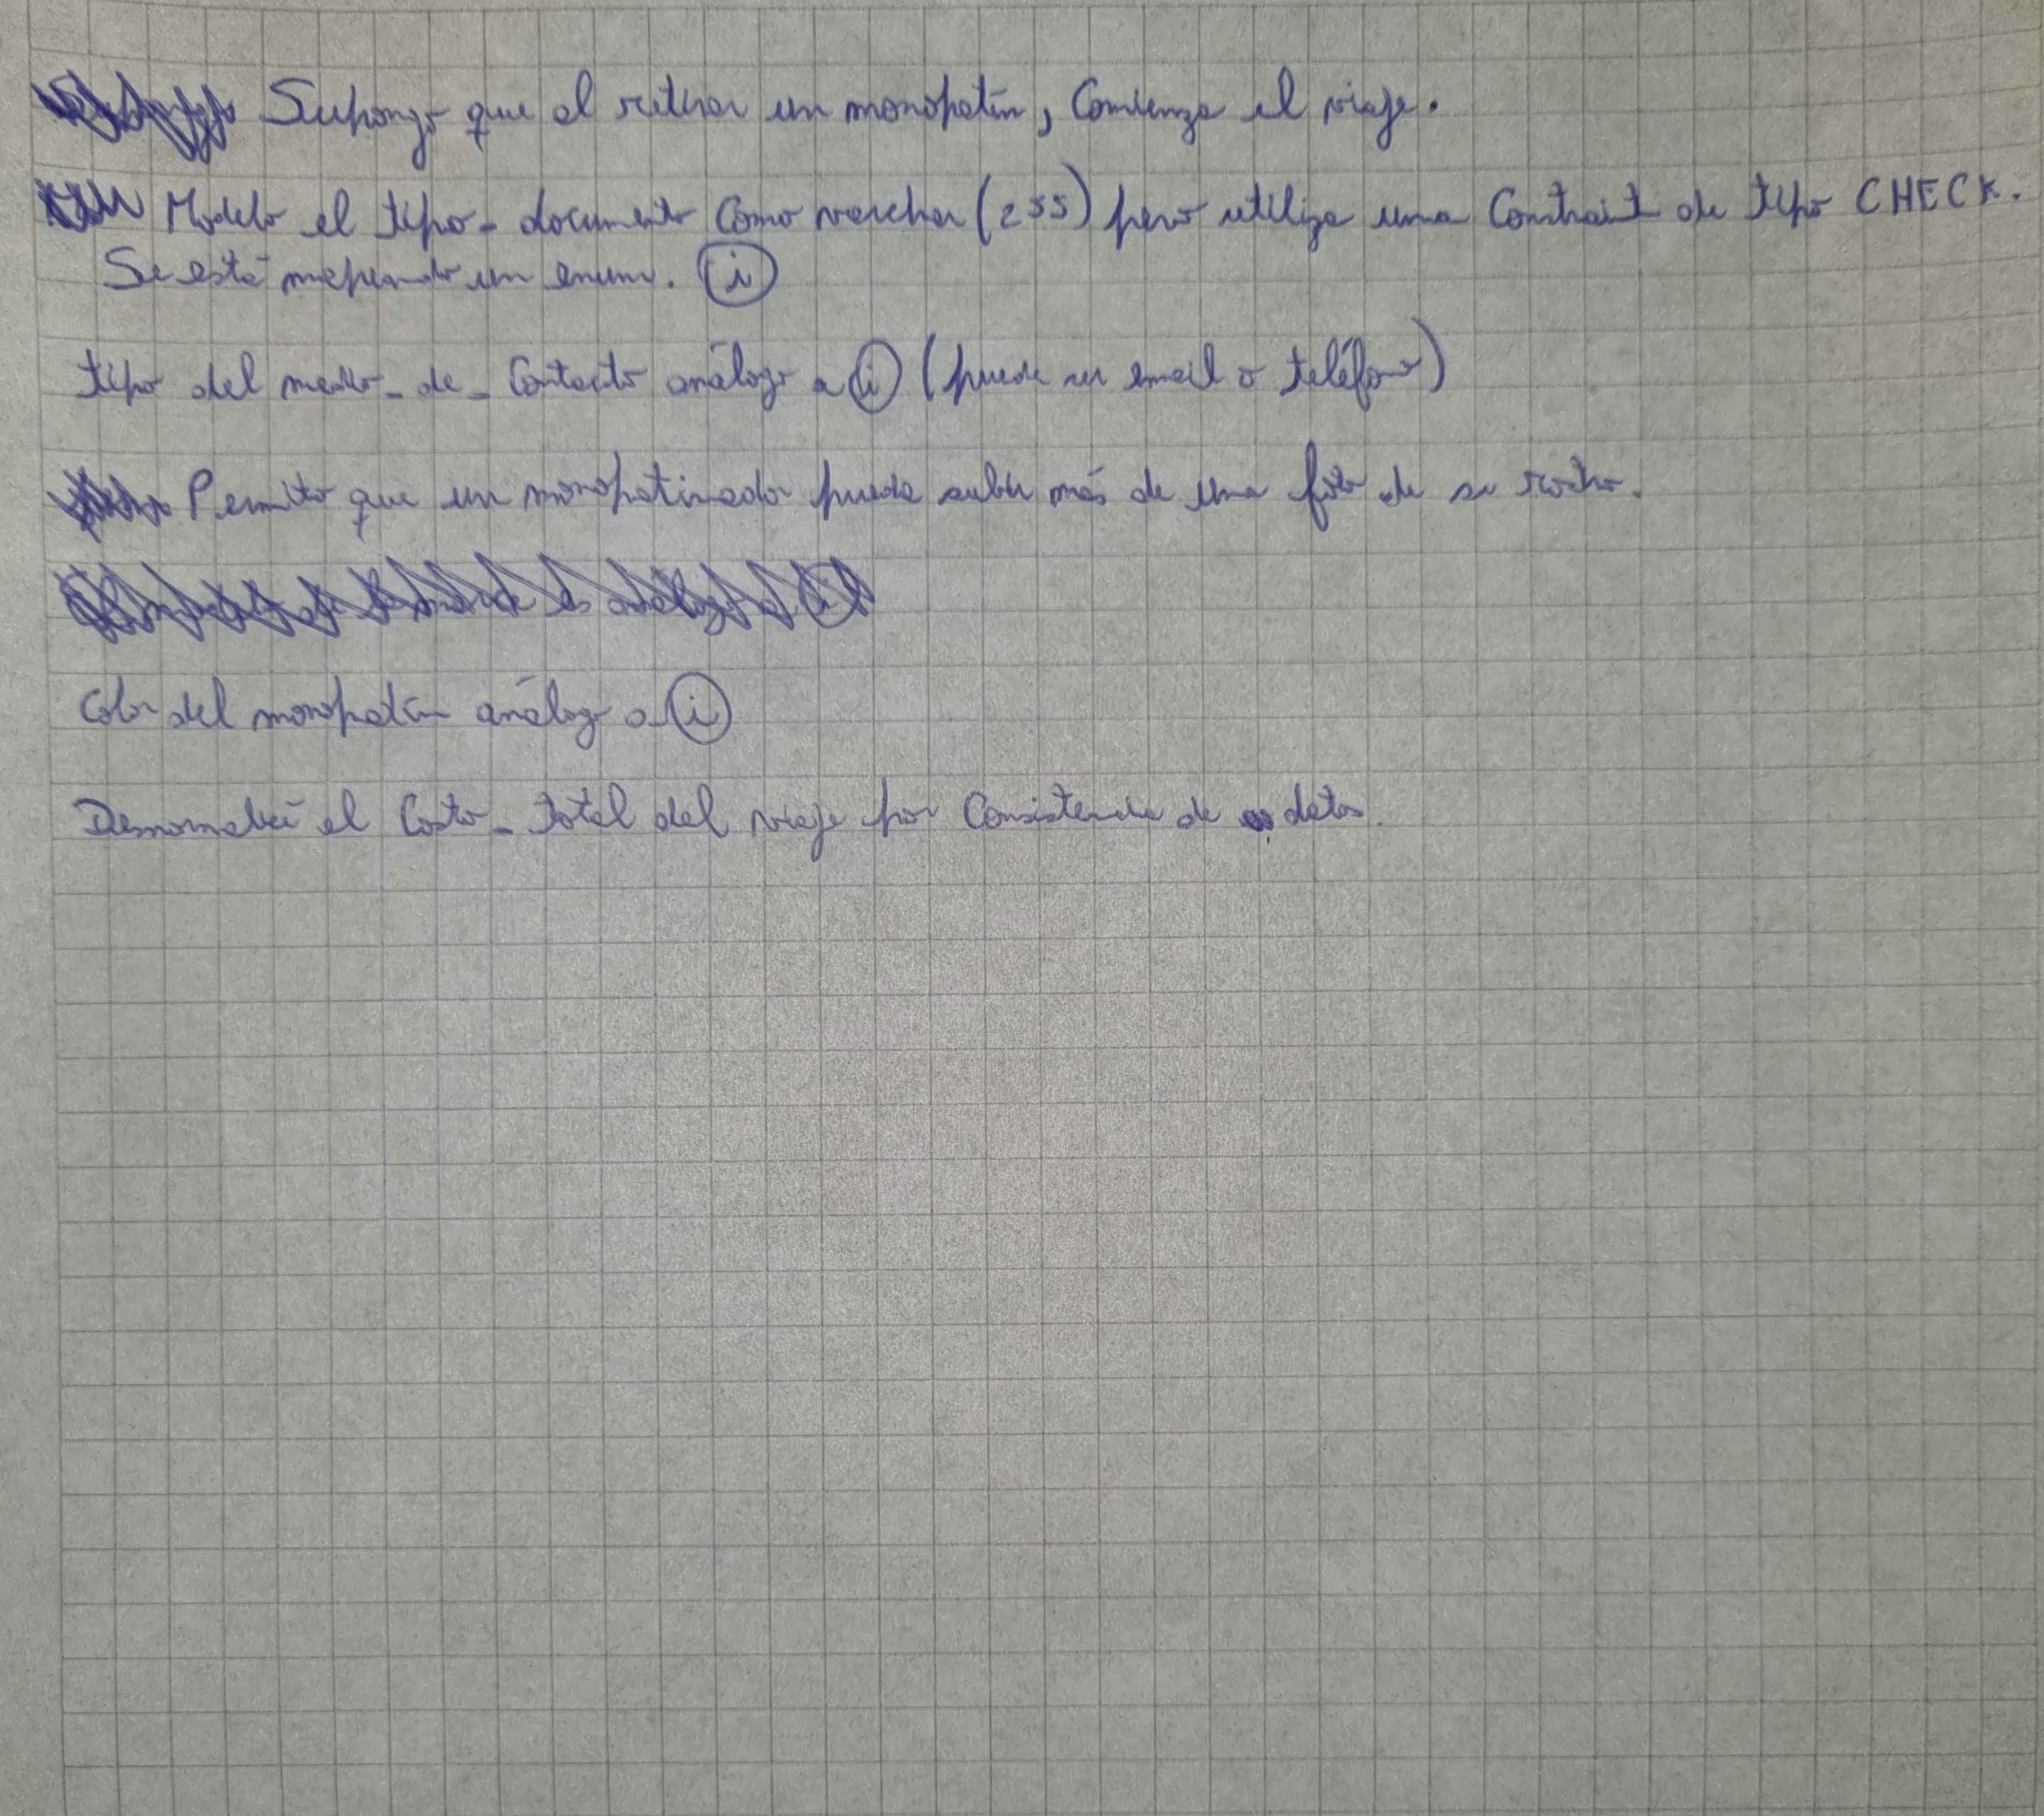 Supongo que al retirar un monopatín, comienza el viaje.
Modelo el tipo_documento como varchar(255) pero utiliza una constraint de tipo CHECK.
Se está mapeando un enum. (i)
tipo del medio_de_contacto análogo a (i) (puede ser email o teléfono)
Permito que un monopatinador pueda subir más de una foto de su rostro.
Color del monopatín análogo a (i)
Desnormalicé el costo_total del viaje por consistencia de datos.